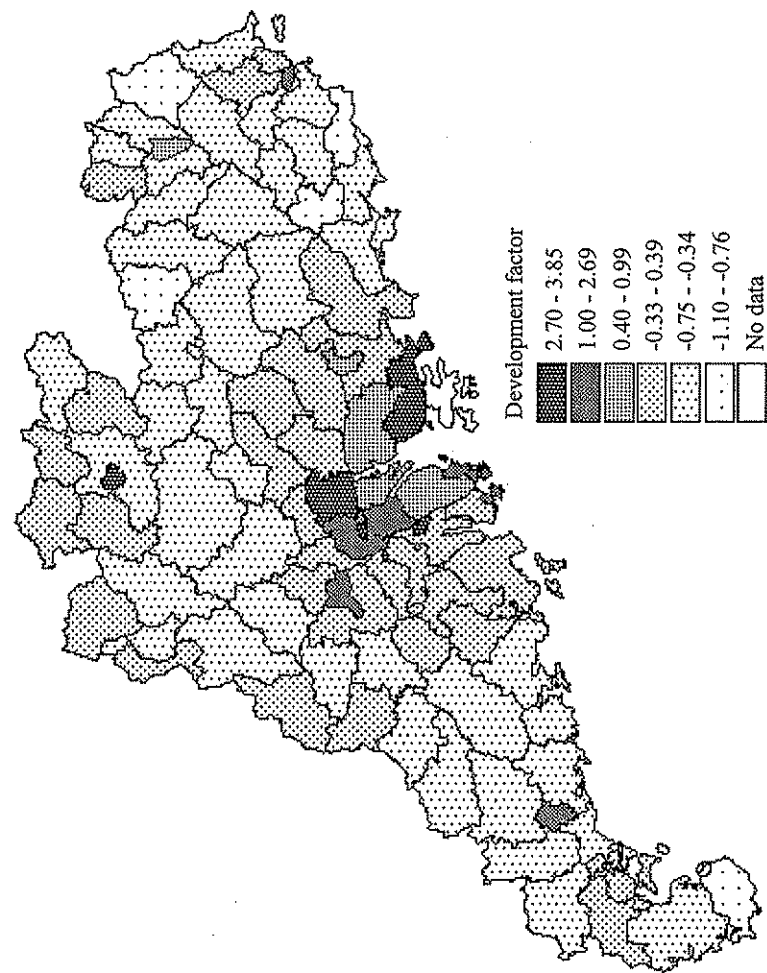 Development factor
2.70 - 3.85
1.00 - 2.69
0.40 - 0.99
-0.33 - 0.39
-0.75 - -0.34
-1.10 - -0.76
No data